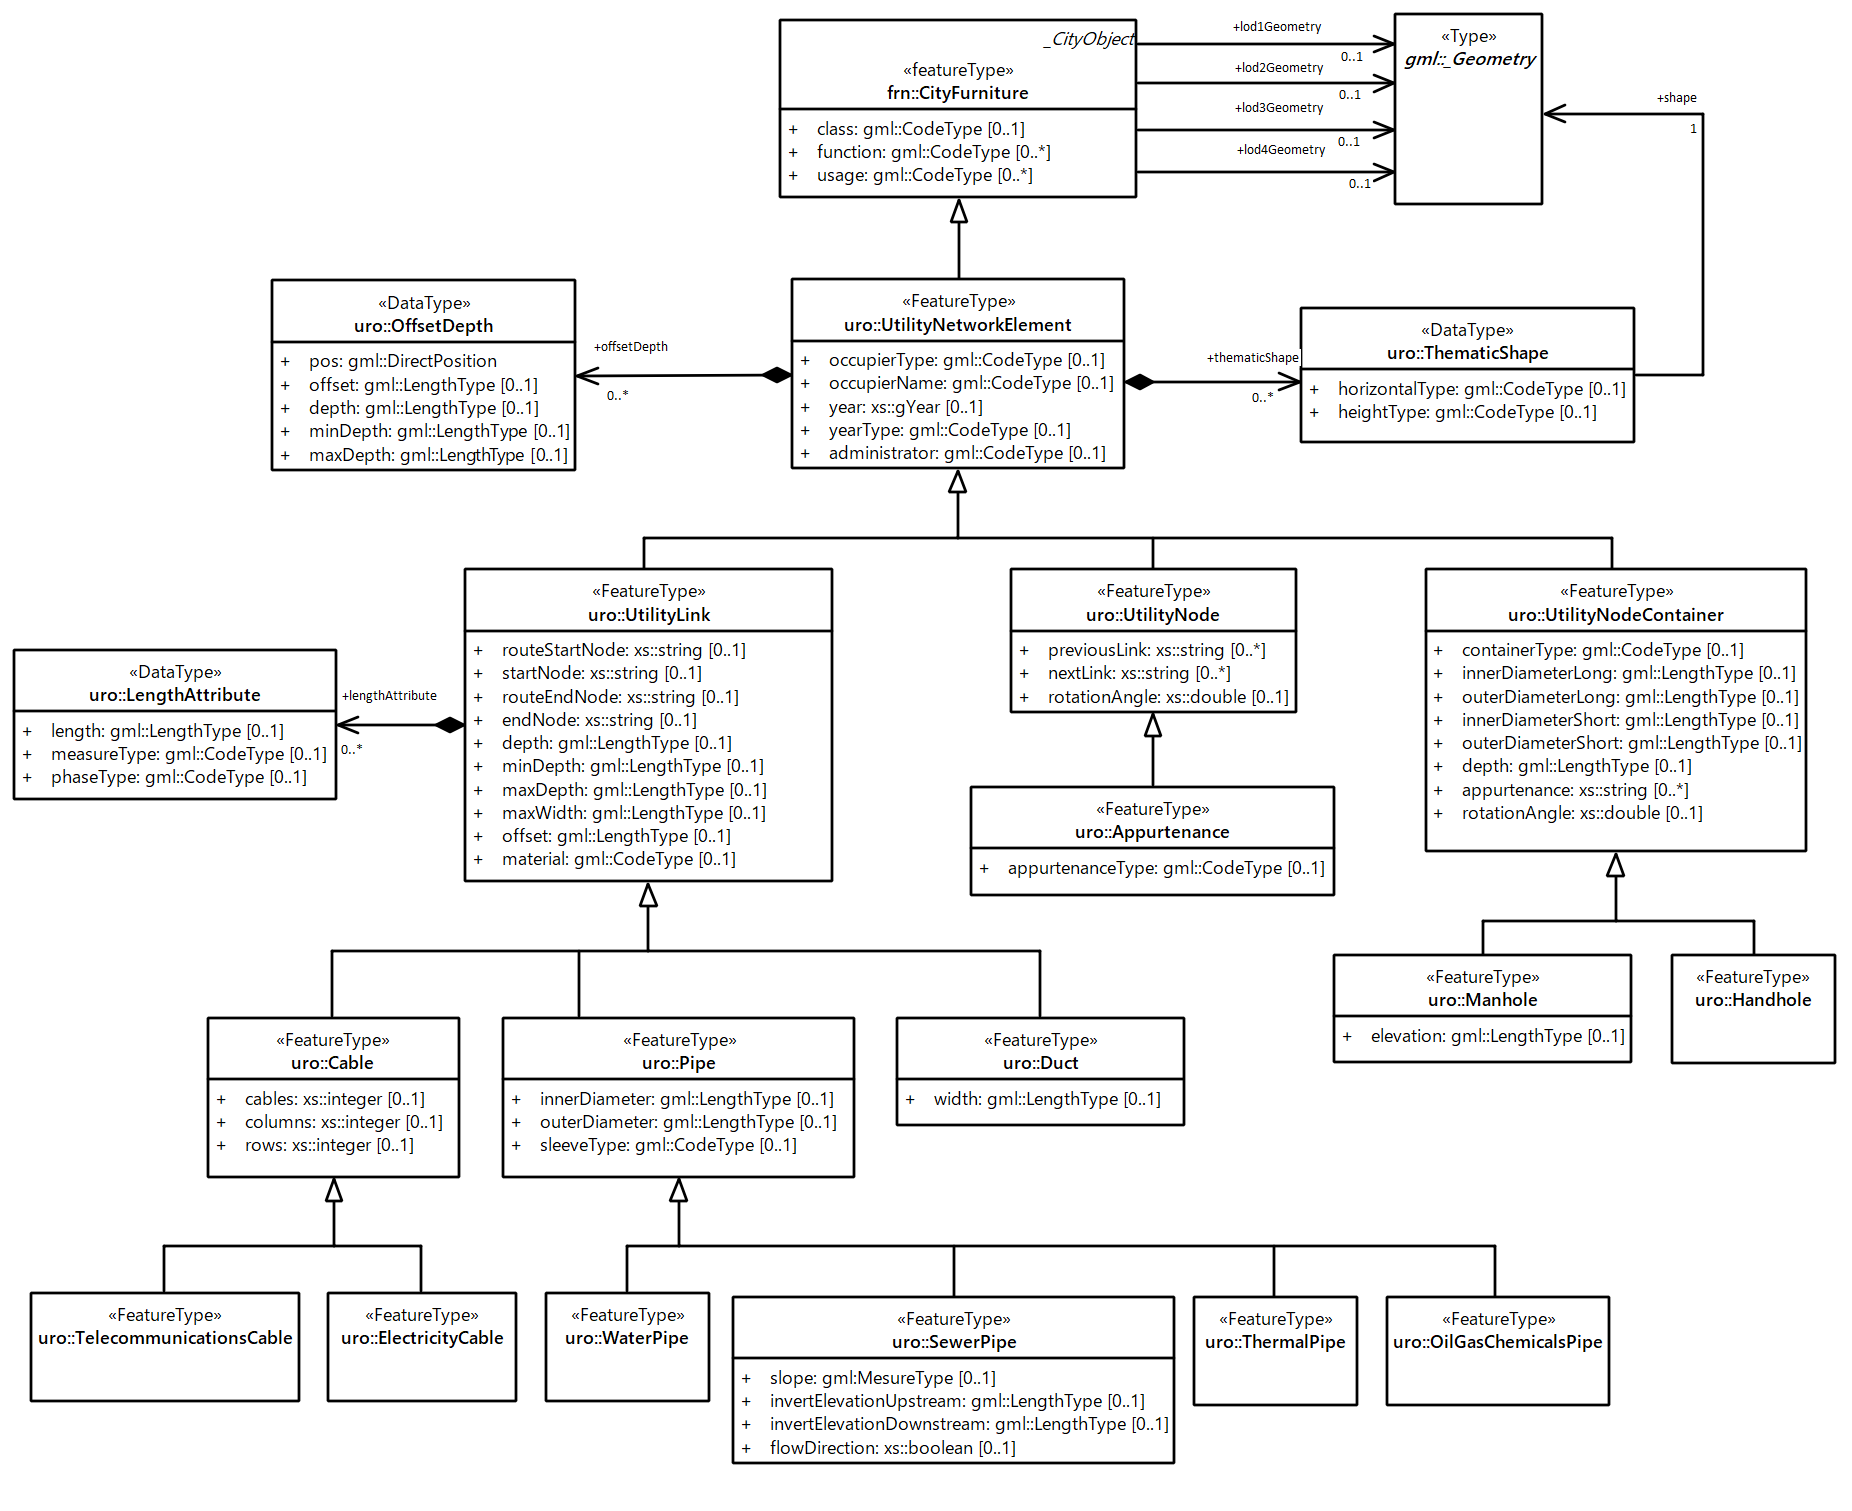 _CityObject
«featureType»
frn::CityFurniture
+ class: gml::CodeType [0..1]
+ function: gml::CodeType [0..*]
+ usage: gml::CodeType [0..*]
+lod1Geometry
0..1
+lod2Geometry
0..1
+lod3Geometry
0..1
+lod4Geometry
0..1
«Type»
gml::_Geometry
+shape
1
«DataType»
uro::OffsetDepth
+ pos: gml::DirectPosition
+ offset: gml::LengthType [0..1]
+ depth: gml::LengthType [0..1]
+ minDepth: gml::LengthType [0..1]
+ maxDepth: gml::LengthType [0..1]
+offsetDepth
0..*
«FeatureType»
uro::UtilityNetworkElement
+ occupierType: gml::CodeType [0..1]
+ occupierName: gml::CodeType [0..1]
+ year: xs::gYear [0..1]
+ yearType: gml::CodeType [0..1]
+ administrator: gml::CodeType [0..1]
+thematicShape
0..*
«DataType»
uro::ThematicShape
+ horizontalType: gml::CodeType [0..1]
+ heightType: gml::CodeType [0..1]
«DataType»
uro::LengthAttribute
+ length: gml::LengthType [0..1]
+ measureType: gml::CodeType [0..1]
+ phaseType: gml::CodeType [0..1]
+lengthAttribute
0..*
«FeatureType»
uro::UtilityLink
+ routeStartNode: xs::string [0..1]
+ startNode: xs::string [0..1]
+ routeEndNode: xs::string [0..1]
+ endNode: xs::string [0..1]
+ depth: gml::LengthType [0..1]
+ minDepth: gml::LengthType [0..1]
+ maxDepth: gml::LengthType [0..1]
+ maxWidth: gml::LengthType [0..1]
+ offset: gml::LengthType [0..1]
+ material: gml::CodeType [0..1]
«FeatureType»
uro::UtilityNode
+ previousLink: xs::string [0..*]
+ nextLink: xs::string [0..*]
+ rotationAngle: xs::double [0..1]
«FeatureType»
uro::UtilityNodeContainer
+ containerType: gml::CodeType [0..1]
+ innerDiameterLong: gml::LengthType [0..1]
+ outerDiameterLong: gml::LengthType [0..1]
+ innerDiameterShort: gml::LengthType [0..1]
+ outerDiameterShort: gml::LengthType [0..1]
+ depth: gml::LengthType [0..1]
+ appurtenance: xs::string [0..*]
+ rotationAngle: xs::double [0..1]
«FeatureType»
uro::Appurtenance
+ appurtenanceType: gml::CodeType [0..1]
«FeatureType»
uro::Manhole
+ elevation: gml::LengthType [0..1]
«FeatureType»
uro::Handhole
«FeatureType»
uro::Cable
+ cables: xs::integer [0..1]
+ columns: xs::integer [0..1]
+ rows: xs::integer [0..1]
«FeatureType»
uro::Pipe
+ innerDiameter: gml::LengthType [0..1]
+ outerDiameter: gml::LengthType [0..1]
+ sleeveType: gml::CodeType [0..1]
«FeatureType»
uro::Duct
+ width: gml::LengthType [0..1]
«FeatureType»
uro::TelecommunicationsCable
«FeatureType»
uro::ElectricityCable
«FeatureType»
uro::WaterPipe
«FeatureType»
uro::SewerPipe
+ slope: gml:MesureType [0..1]
+ invertElevationUpstream: gml::LengthType [0..1]
+ invertElevationDownstream: gml::LengthType [0..1]
+ flowDirection: xs::boolean [0..1]
«FeatureType»
uro::ThermalPipe
«FeatureType»
uro::OilGasChemicalsPipe